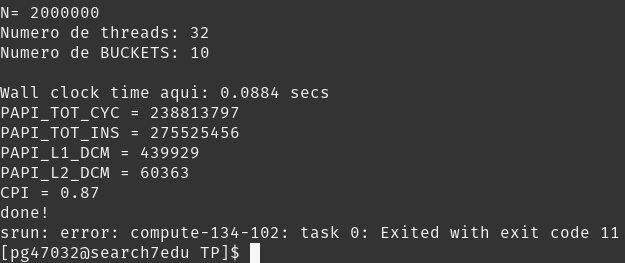 N= 2000000
Numero de threads: 32
Numero de BUCKETS: 10
Wall clock time aqui: 0.0884 secs
PAPI_TOT_CYC = 238813797
PAPI_TOT_INS = 275525456
PAPI_L1_DCM = 439929
PAPI_L2_DCM = 60363
CPI = 0.87
done!
srun: error: compute-134-102: task 0: Exited with exit code 11
[pg47032@search7edu TP]$